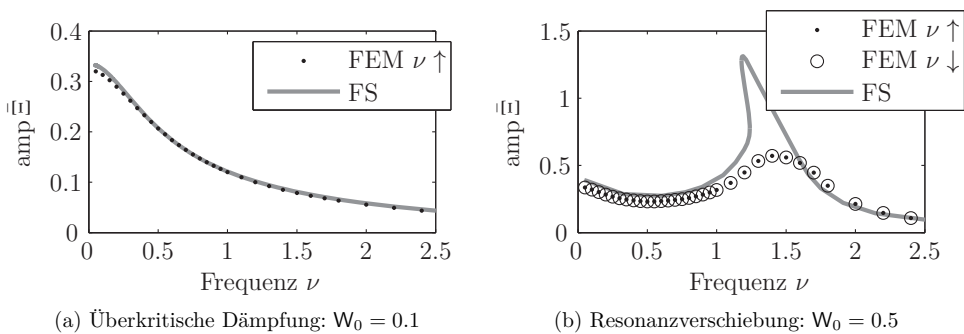 0.4
0.3
0.2
0.1
0
amp Ξ̄
0 0.5 1 1.5 2 2.5
Frequenz ν
FEM ν ↑
FS
(a) Überkritische Dämpfung: W₀ = 0.1
1.5
1
0.5
0
amp Ξ̄
0 0.5 1 1.5 2 2.5
Frequenz ν
FEM ν ↑
FEM ν ↓
FS
(b) Resonanzverschiebung: W₀ = 0.5